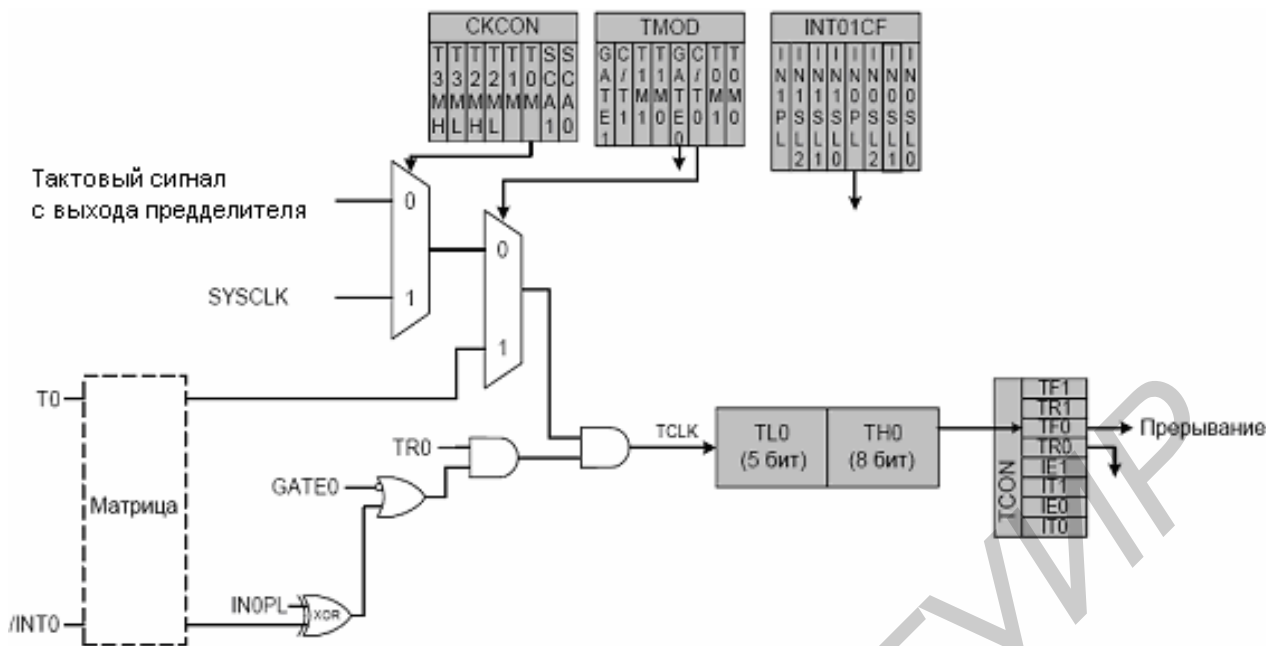 CKCON
T3MH
T3ML
T2MH
T2ML
T1M
T0M
SCA1
SCA0
TMOD
GATE1
C/T1
T1M1
T1M0
GATE0
C/T0
T0M1
T0M0
INT01CF
IN1PL
IN1SL2
IN1SL1
IN1SL0
IN0PL
IN0SL2
IN0SL1
IN0SL0
Тактовый сигнал
с выхода предделителя
0
SYSCLK
1
0
1
T0
Матрица
/INT0
TR0
GATE0
IN0PL
XOR
TCLK
TL0
(5 бит)
TH0
(8 бит)
TCON
TF1
TR1
TF0
TR0
IE1
IT1
IE0
IT0
Прерывание
ГУИР